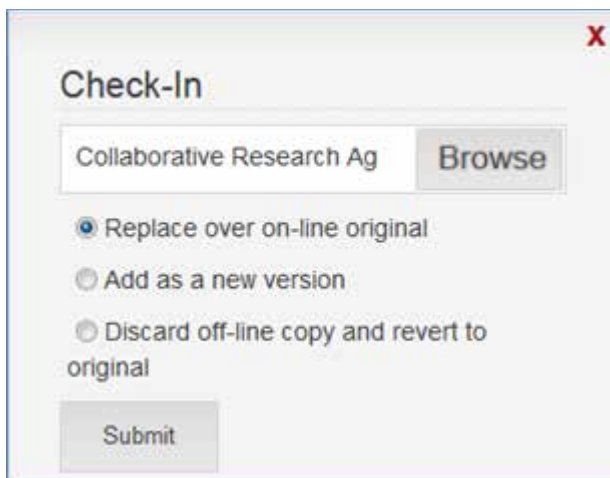 X
Check-In
Collaborative Research Ag Browse
Replace over on-line original
Add as a new version
Discard off-line copy and revert to
original
Submit